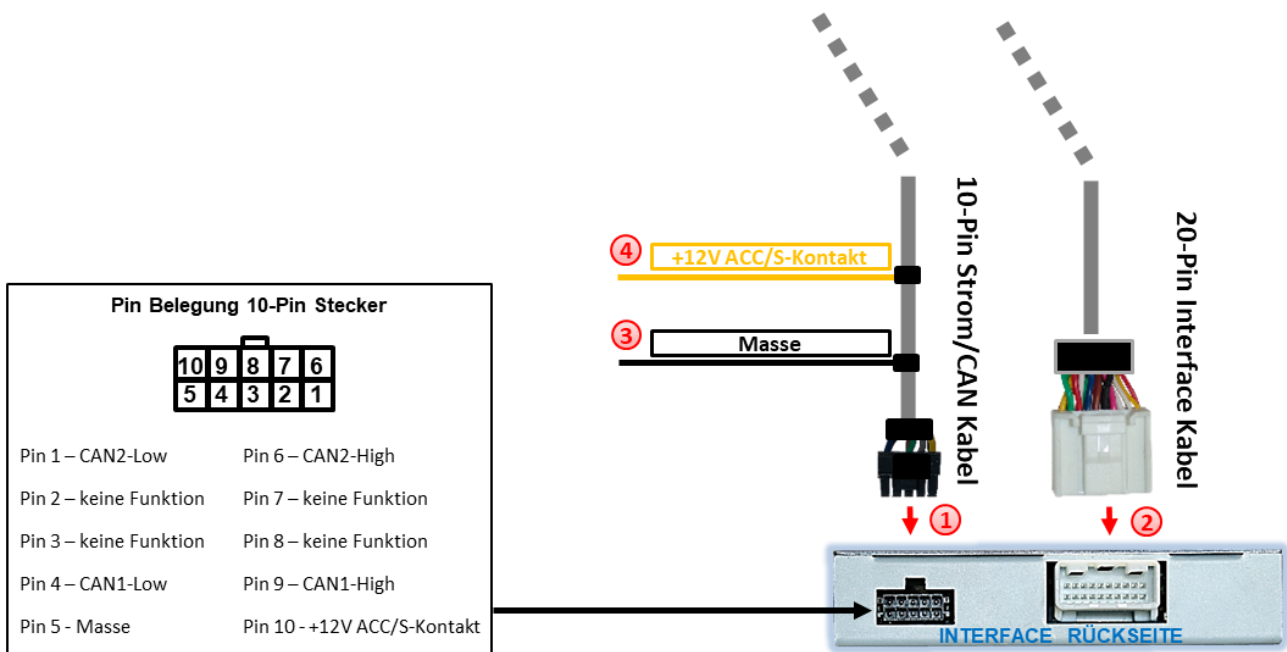 10-Pin Strom/CAN Kabel
20-Pin Interface Kabel
4
+12V ACC/S-Kontakt
3
Masse
Pin Belegung 10-Pin Stecker
10 9 8 7 6
5 4 3 2 1
Pin 1 – CAN2-Low
Pin 6 – CAN2-High
Pin 2 – keine Funktion
Pin 7 – keine Funktion
Pin 3 – keine Funktion
Pin 8 – keine Funktion
Pin 4 – CAN1-Low
Pin 9 – CAN1-High
Pin 5 - Masse
Pin 10 - +12V ACC/S-Kontakt
1
2
INTERFACE RÜCKSEITE